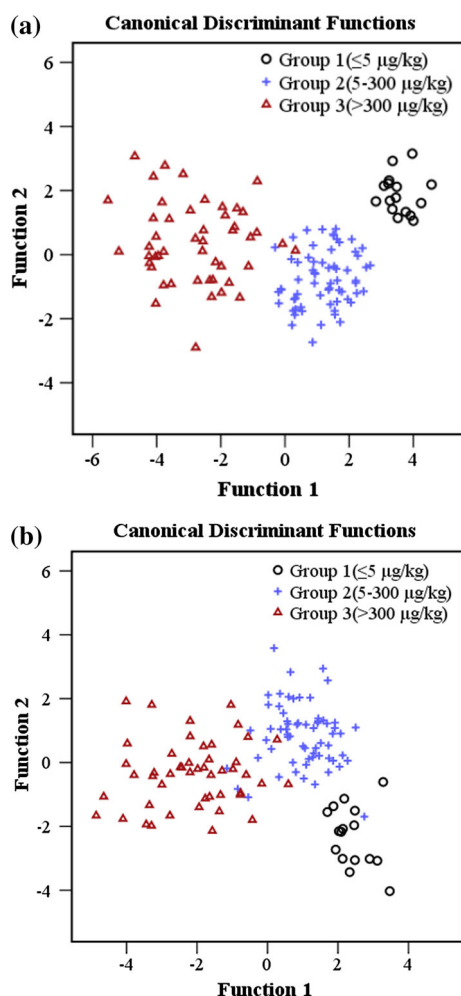 (a)
Canonical Discriminant Functions
6
4
2
0
-2
-4
Function 2
Group 1(≤5 µg/kg)
Group 2(5-300 µg/kg)
Group 3(>300 µg/kg)
-6 -4 -2 0 2 4
Function 1
(b)
Canonical Discriminant Functions
6
4
2
0
-2
-4
Function 2
Group 1(≤5 µg/kg)
Group 2(5-300 µg/kg)
Group 3(>300 µg/kg)
-4 -2 0 2 4
Function 1